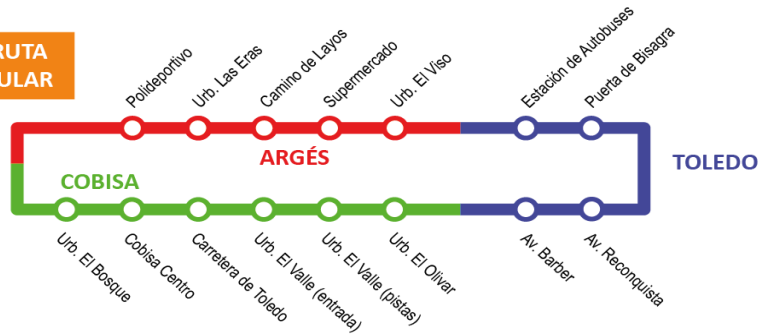 RUTA
Polideportivo
Urb. Las Eras
Camino de Layos
Supermercado
Urb. El Viso
Estación de Autobuses
Puerta de Bisagra
ARGÉS
TOLEDO
COBISA
Urb. El Bosque
Cobisa Centro
Carretera de Toledo
Urb. El Valle (entrada)
Urb. El Valle (pistas)
Urb. El Olivar
Av. Barber
Av. Reconquista